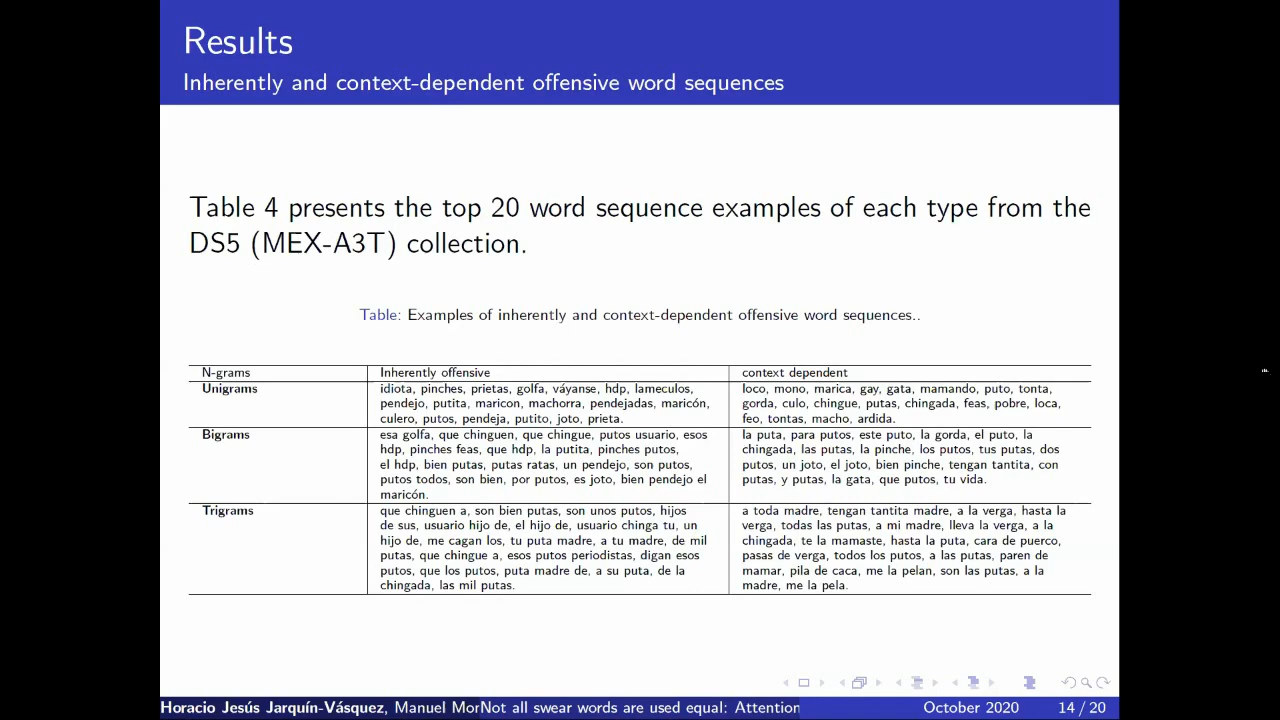 Results
Inherently and context-dependent offensive word sequences
Table 4 presents the top 20 word sequence examples of each type from the
DS5 (MEX-A3T) collection.
Table: Examples of inherently and context-dependent offensive word sequences..
N-grams Inherently offensive context dependent
Unigrams idiota, pinches, prietas, golfa, váyanse, hdp, lameculos, loco, mono, marica, gay, gata, mamando, puto, tonta,
pendejo, putita, maricon, machorra, pendejadas, maricón, gorda, culo, chingue, putas, chingada, feas, pobre, loca,
culero, putos, pendeja, putito, joto, prieta. feo, tontas, macho, ardida.
Bigrams esa golfa, que chinguen, que chingue, putos usuario, esos la puta, para putos, este puto, la gorda, el puto, la
hdp, pinches feas, que hdp, la putita, pinches putos, chingada, las putas, la pinche, los putos, tus putas, dos
el hdp, bien putas, putas ratas, un pendejo, son putos, putos, un joto, el joto, bien pinche, tengan tantita, con
putos todos, son bien, por putos, es joto, bien pendejo el putas, y putas, la gata, que putos, tu vida.
maricón.
Trigrams que chinguen a, son bien putas, son unos putos, hijos a toda madre, tengan tantita madre, a la verga, hasta la
de sus, usuario hijo de, el hijo de, usuario chinga tu, un verga, todas las putas, a mi madre, lleva la verga, a la
hijo de, me cagan los, tu puta madre, a tu madre, de mil chingada, te la mamaste, hasta la puta, cara de puerco,
putas, que chingue a, esos putos periodistas, digan esos pasas de verga, todos los putos, a las putas, paren de
putos, que los putos, puta madre de, a su puta, de la mamar, pila de caca, me la pelan, son las putas, a la
chingada, las mil putas. madre, me la pela.
Horacio Jesús Jarquín-Vásquez, Manuel Mor Not all swear words are used equal: Attention October 2020 14 / 20